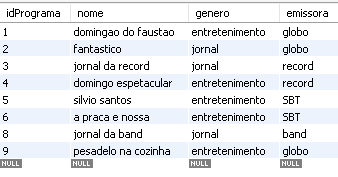 idPrograma nome genero emissora
1 domingao do faustao entretenimento globo
2 fantastico jornal globo
3 jornal da record jornal record
4 domingo espetacular entretenimento record
5 silvio santos entretenimento SBT
6 a praca e nossa entretenimento SBT
8 jornal da band jornal band
9 pesadelo na cozinha entretenimento globo
NULL NULL NULL NULL